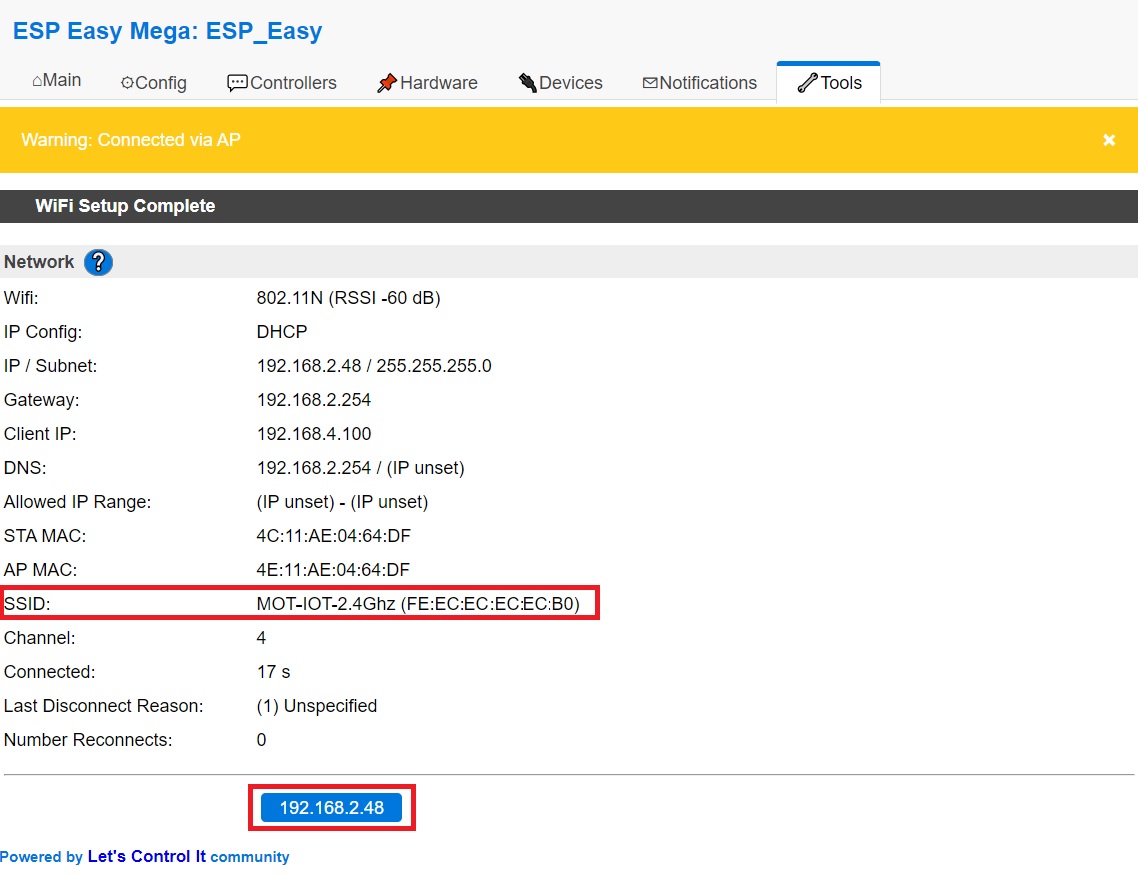 ESP Easy Mega: ESP_Easy
Main Config Controllers Hardware Devices Notifications Tools
Warning: Connected via AP ×
WiFi Setup Complete
Network ?
Wifi: 802.11N (RSSI -60 dB)
IP Config: DHCP
IP / Subnet: 192.168.2.48 / 255.255.255.0
Gateway: 192.168.2.254
Client IP: 192.168.4.100
DNS: 192.168.2.254 / (IP unset)
Allowed IP Range: (IP unset) - (IP unset)
STA MAC: 4C:11:AE:04:64:DF
AP MAC: 4E:11:AE:04:64:DF
SSID: MOT-IOT-2.4Ghz (FE:EC:EC:EC:EC:B0)
Channel: 4
Connected: 17 s
Last Disconnect Reason: (1) Unspecified
Number Reconnects: 0
192.168.2.48
Powered by Let's Control It community